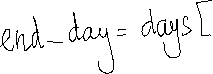 end_day = days[